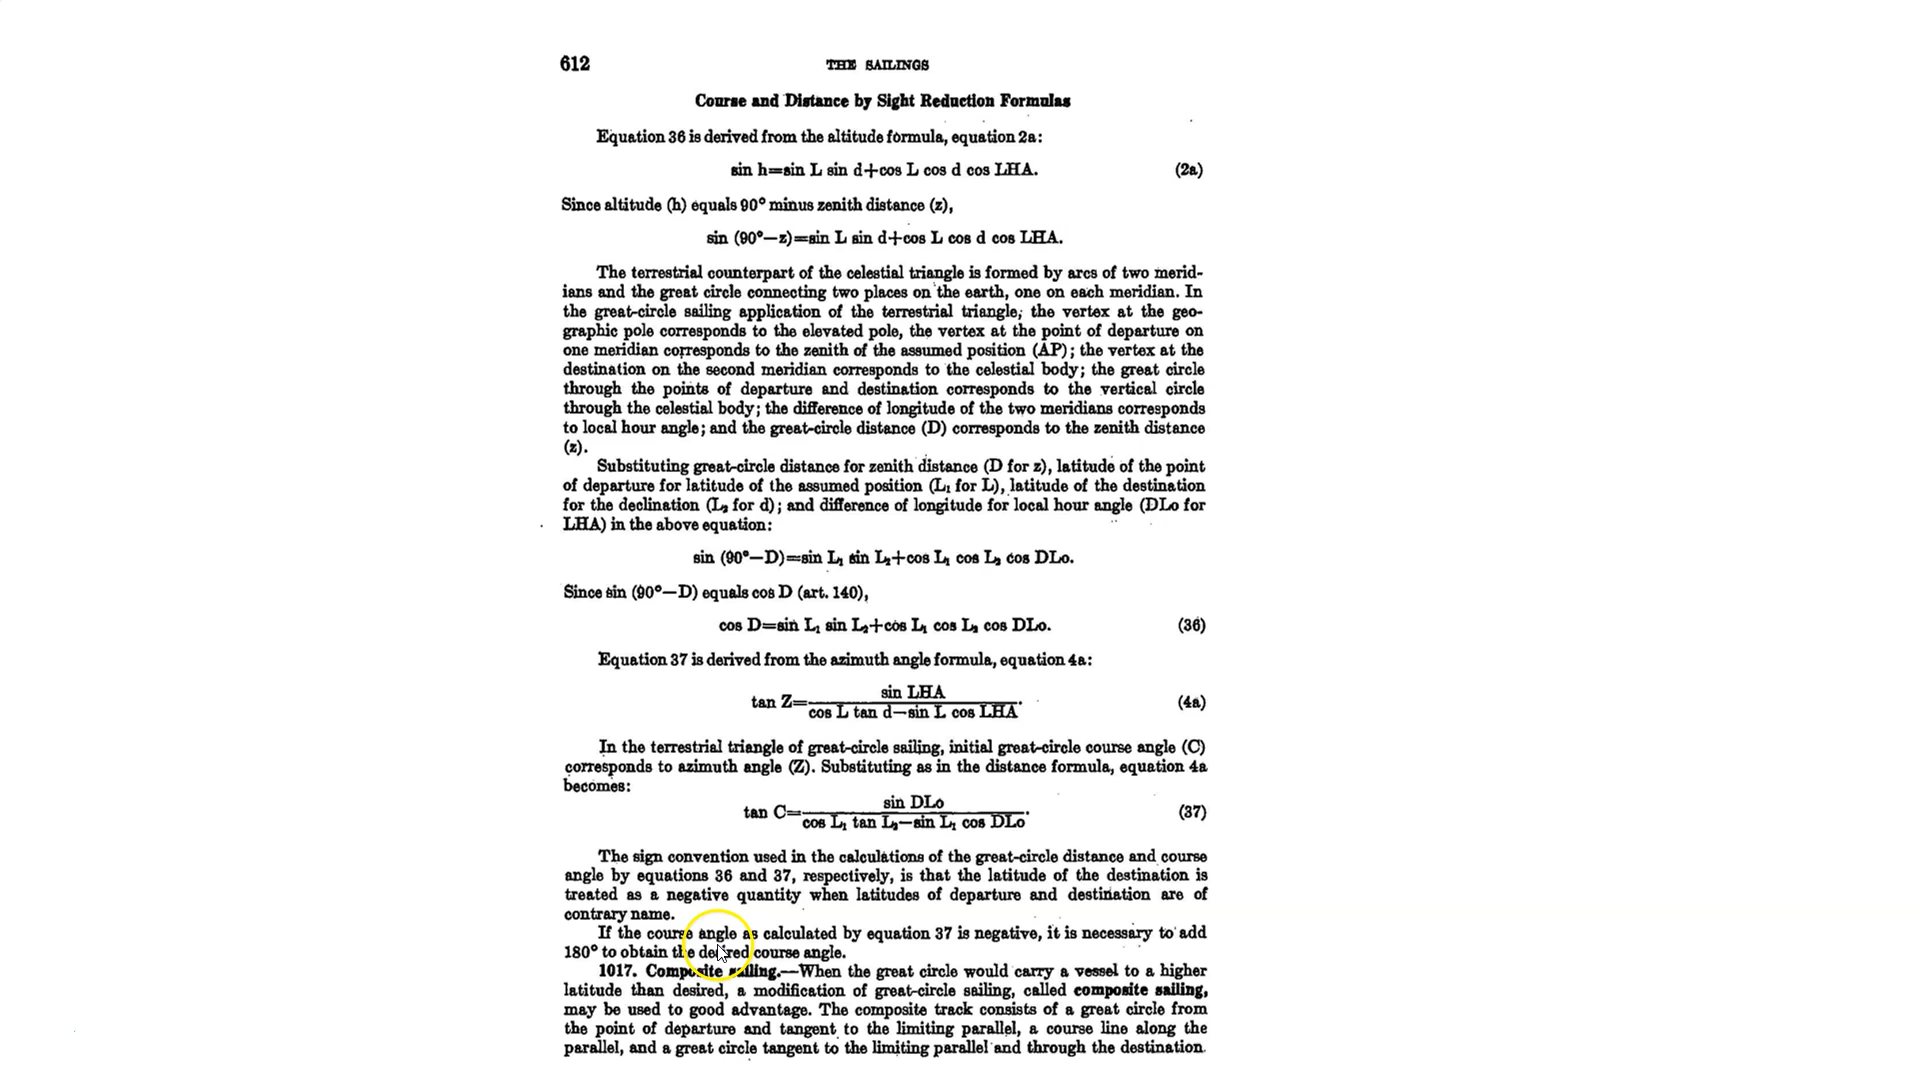 612
THE SAILINGS
Course and Distance by Sight Reduction Formulas
Equation 36 is derived from the altitude formula, equation 2a:
sin h=sin L sin d+cos L cos d cos LHA. (2a)
Since altitude (h) equals 90° minus zenith distance (z),
sin (90°—z)=sin L sin d+cos L cos d cos LHA.
The terrestrial counterpart of the celestial triangle is formed by arcs of two merid-
ians and the great circle connecting two places on the earth, one on each meridian. In
the great-circle sailing application of the terrestrial triangle, the vertex at the geo-
graphic pole corresponds to the elevated pole, the vertex at the point of departure on
one meridian corresponds to the zenith of the assumed position (AP); the vertex at the
destination on the second meridian corresponds to the celestial body; the great circle
through the points of departure and destination corresponds to the vertical circle
through the celestial body; the difference of longitude of the two meridians corresponds
to local hour angle; and the great-circle distance (D) corresponds to the zenith distance
(z).
Substituting great-circle distance for zenith distance (D for z), latitude of the point
of departure for latitude of the assumed position (L₁ for L), latitude of the destination
for the declination (L₂ for d); and difference of longitude for local hour angle (DLo for
LHA) in the above equation:
sin (90°—D)=sin L₁ sin L₂+cos L₁ cos L₂ cos DLo.
Since sin (90°—D) equals cos D (art. 140),
cos D=sin L₁ sin L₂+cos L₁ cos L₂ cos DLo. (36)
Equation 37 is derived from the azimuth angle formula, equation 4a:
sin LHA
tan Z= (4a)
cos L tan d—sin L cos LHA.
In the terrestrial triangle of great-circle sailing, initial great-circle course angle (C)
corresponds to azimuth angle (Z). Substituting as in the distance formula, equation 4a
becomes:
sin DLo
tan C= (37)
cos L₁ tan L₂—sin L₁ cos DLo.
The sign convention used in the calculations of the great-circle distance and course
angle by equations 36 and 37, respectively, is that the latitude of the destination is
treated as a negative quantity when latitudes of departure and destination are of
contrary name.
If the course angle as calculated by equation 37 is negative, it is necessary to add
180° to obtain the desired course angle.
1017. Composite sailing.—When the great circle would carry a vessel to a higher
latitude than desired, a modification of great-circle sailing, called composite sailing,
may be used to good advantage. The composite track consists of a great circle from
the point of departure and tangent to the limiting parallel, a course line along the
parallel, and a great circle tangent to the limiting parallel and through the destination.